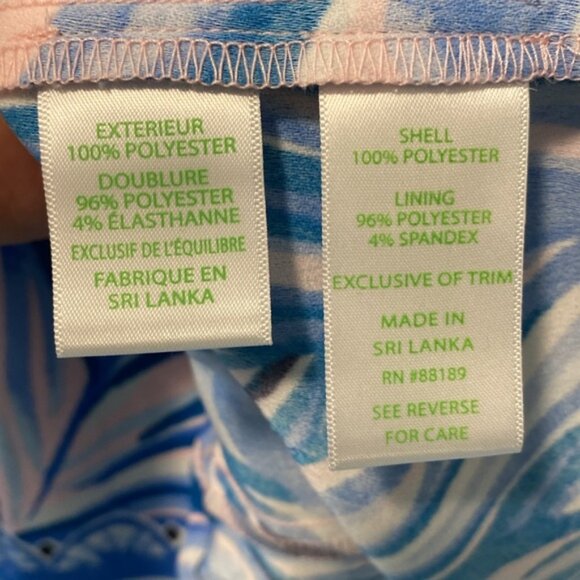 EXTERIEUR
100% POLYESTER
DOUBLURE
96% POLYESTER
4% ÉLASTHANNE
EXCLUSIF DE L'ÉQUILIBRE
FABRIQUE EN
SRI LANKA
SHELL
100% POLYESTER
LINING
96% POLYESTER
4% SPANDEX
EXCLUSIVE OF TRIM
MADE IN
SRI LANKA
RN #88189
SEE REVERSE
FOR CARE